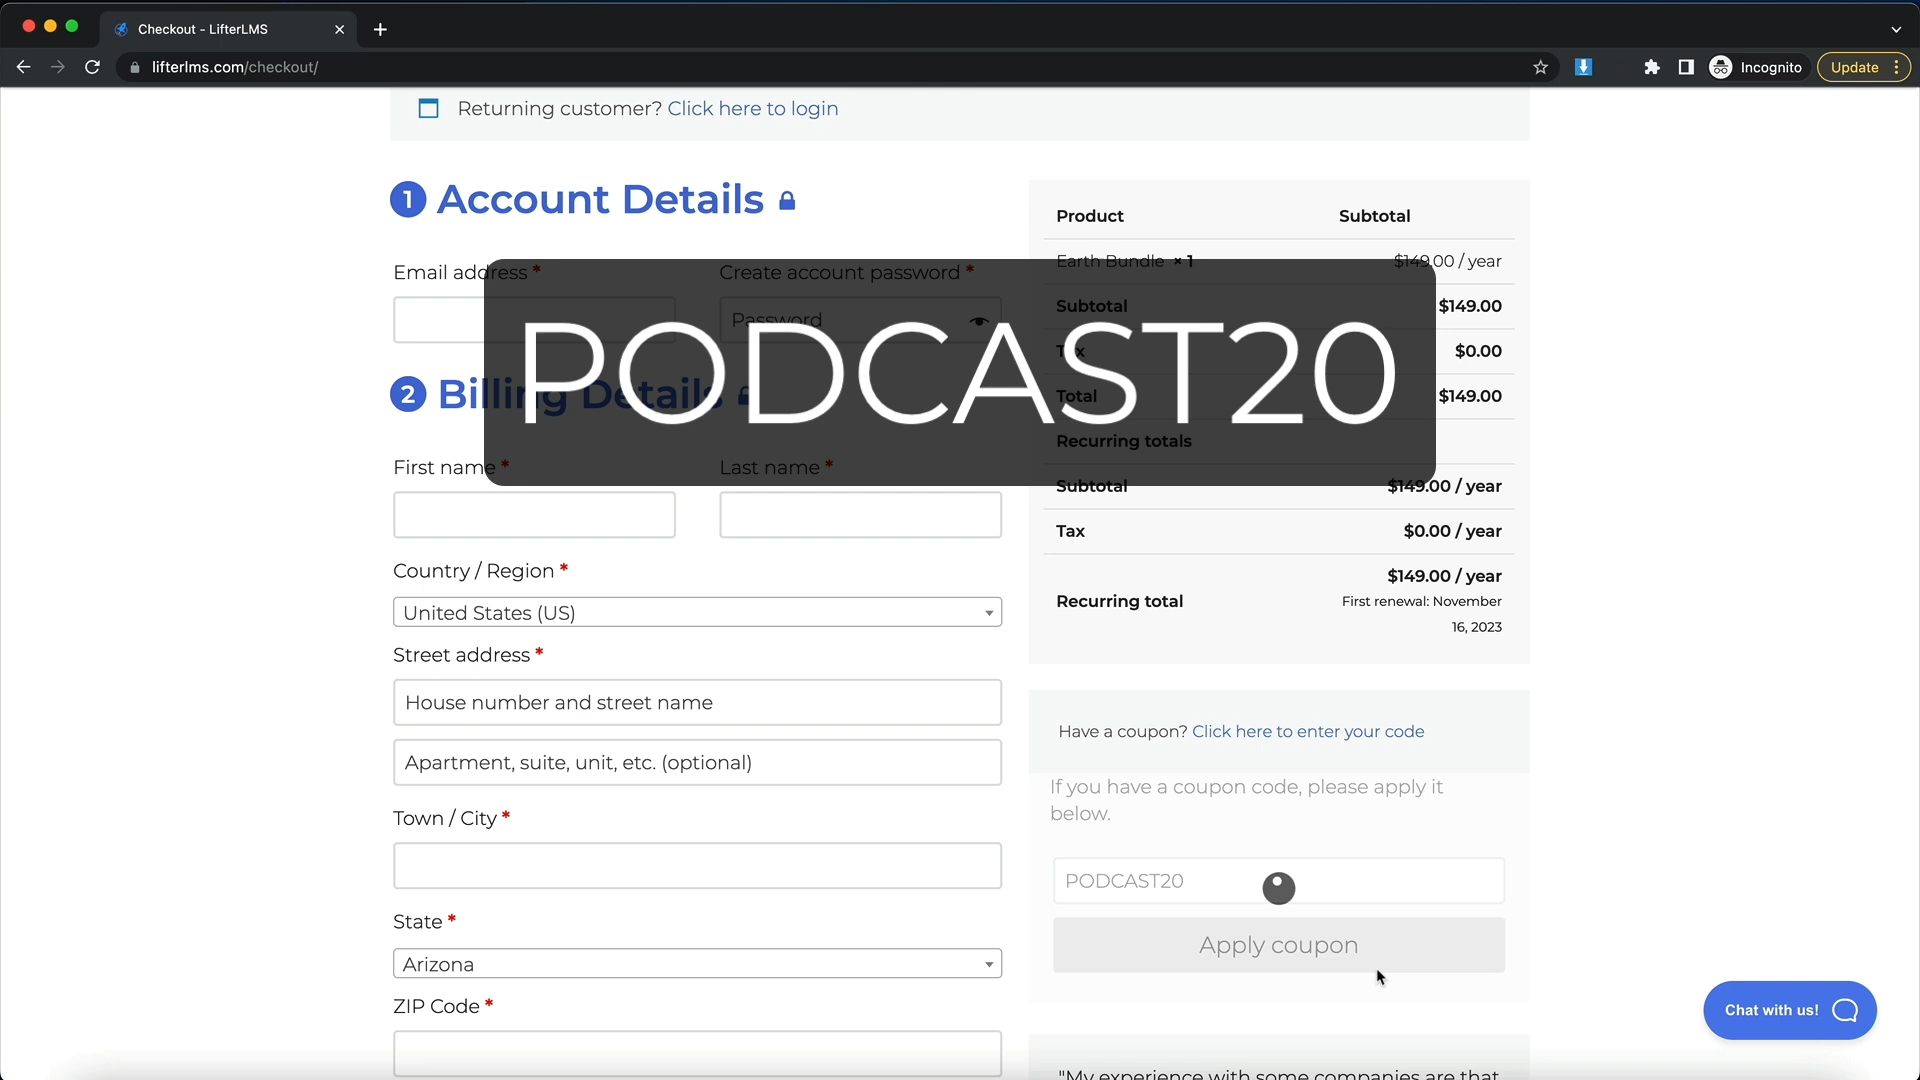 Checkout - LifterLMS
lifterlms.com/checkout/
Incognito
Update
Returning customer? Click here to login
1 Account Details
Email address *
Create account password *
Password
2 Billing Details
First name *
Last name *
Country / Region *
United States (US)
Street address *
House number and street name
Apartment, suite, unit, etc. (optional)
Town / City *
State *
Arizona
ZIP Code *
PODCAST20
Product Subtotal
Earth Bundle × 1 $149.00 / year
Subtotal $149.00
Tax $0.00
Total $149.00
Recurring totals
Subtotal $149.00 / year
Tax $0.00 / year
Recurring total $149.00 / year
First renewal: November
16, 2023
Have a coupon? Click here to enter your code
If you have a coupon code, please apply it
below.
PODCAST20
Apply coupon
"My experience with some companies are that
Chat with us!